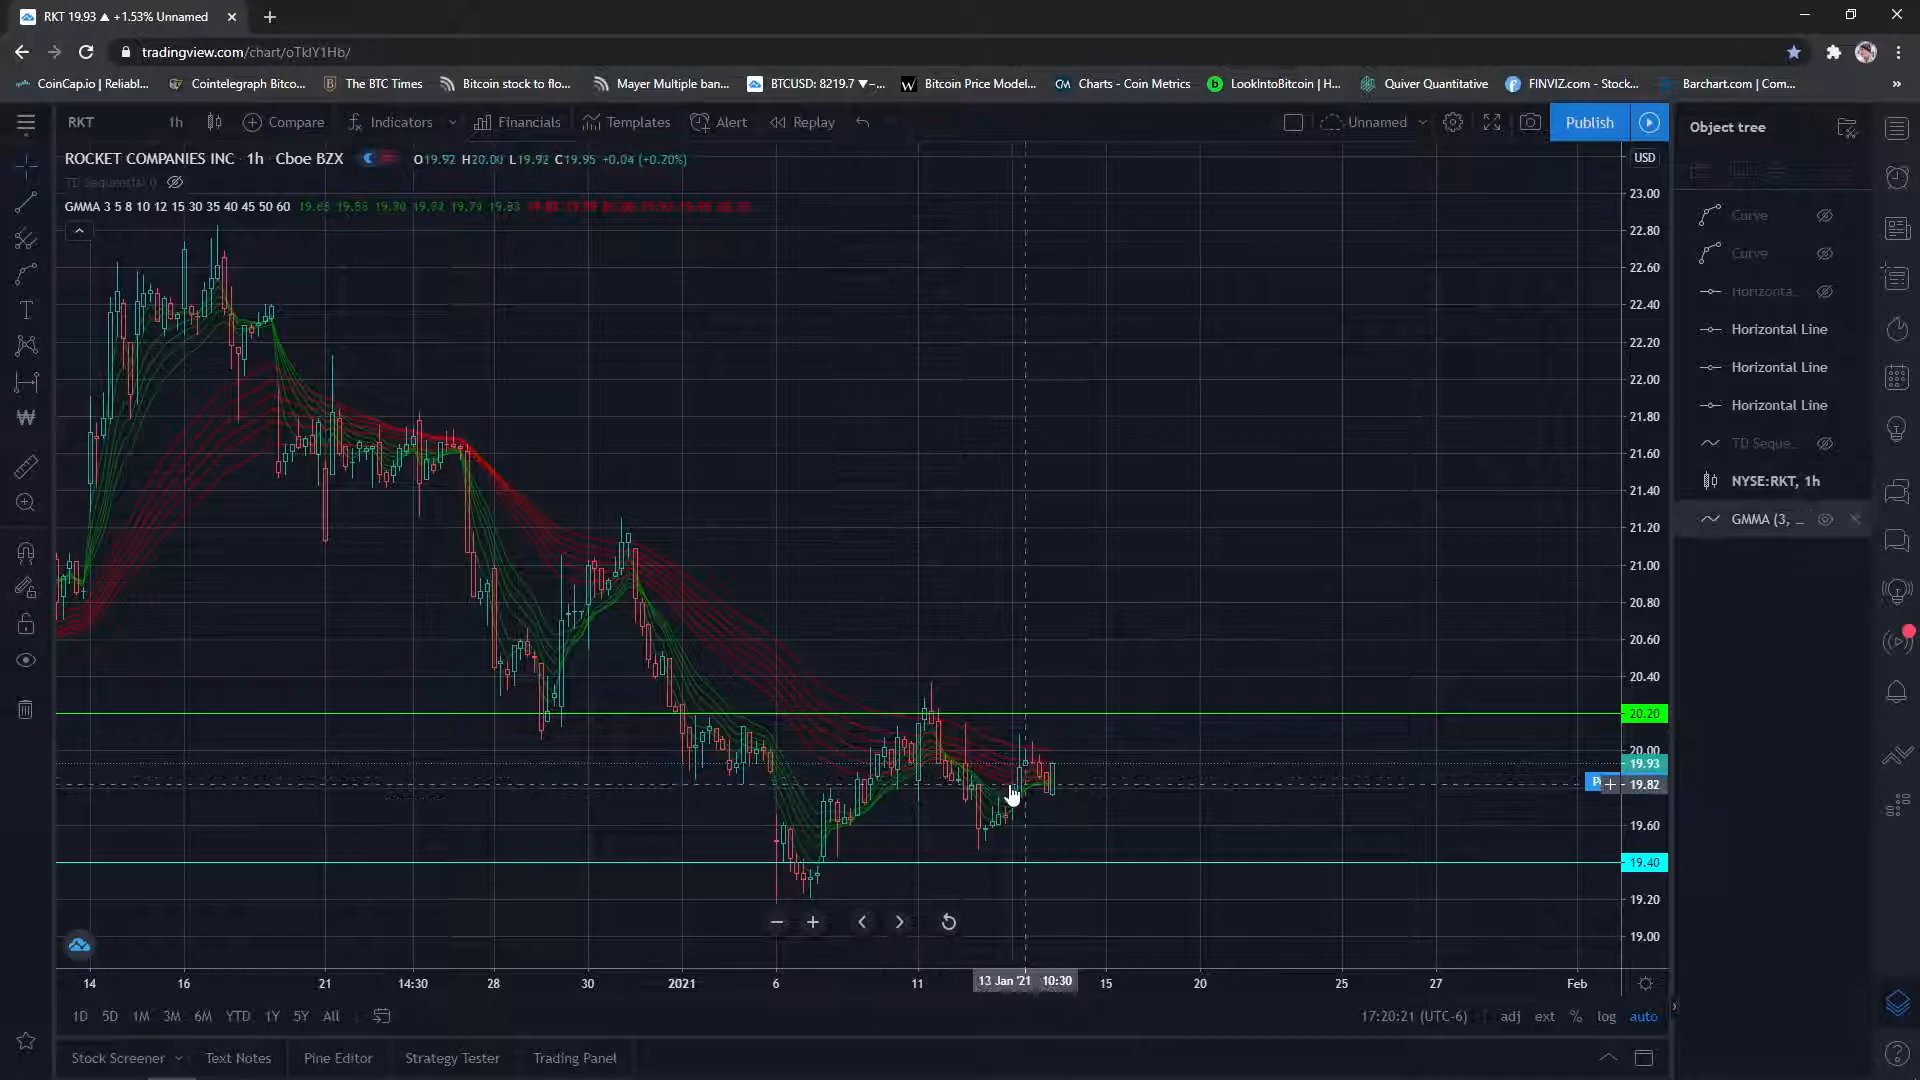 RKT 19.93 ▲ +1.53% Unnamed
tradingview.com/chart/oTkIY1Hb/
CoinCap.io | Reliabl... Cointelegraph Bitco... The BTC Times Bitcoin stock to flo... Mayer Multiple ban... BTCUSD: 8219.7 ▼−... Bitcoin Price Model... Charts - Coin Metrics LookIntoBitcoin | H... Quiver Quantitative FINVIZ.com - Stock... Barchart.com | Com... »
RKT 1h Compare Indicators Financials Templates Alert Replay Unnamed Publish Object tree
ROCKET COMPANIES INC · 1h · Cboe BZX O19.92 H20.00 L19.92 C19.95 +0.04 (+0.20%) USD
TD Sequential 0
GMMA 3 5 8 10 12 15 30 35 40 45 50 60
23.00
22.80
22.60
22.40
22.20
22.00
21.80
21.60
21.40
21.20
21.00
20.80
20.60
20.40
20.20
20.00
19.93
19.82
19.60
19.40
19.20
19.00
Curve
Curve
Horizonta...
Horizontal Line
Horizontal Line
Horizontal Line
TD Seque...
NYSE:RKT, 1h
GMMA (3, ...
14 16 21 14:30 28 30 2021 6 11 13 Jan '21 10:30 15 20 25 27 Feb
1D 5D 1M 3M 6M YTD 1Y 5Y All 17:20:21 (UTC-6) adj ext % log auto
Stock Screener Text Notes Pine Editor Strategy Tester Trading Panel